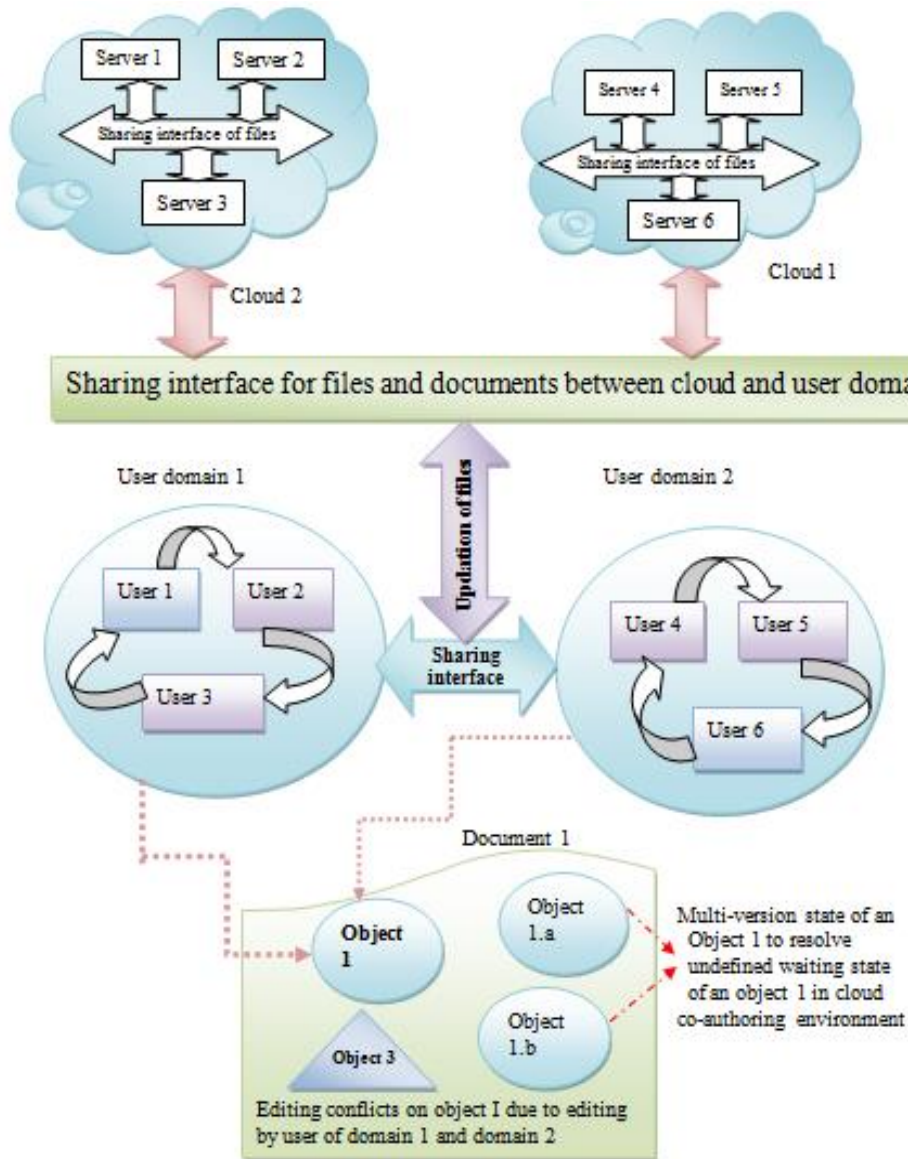 Server 1
Server 2
Sharing interface of files
Server 3
Server 4
Server 5
Sharing interface of files
Server 6
Cloud 2
Cloud 1
Sharing interface for files and documents between cloud and user doma
User domain 1
User domain 2
Updation of files
User 1
User 2
User 3
Sharing
interface
User 4
User 5
User 6
Document 1
Object
1
Object
1.a
Object
1.b
Object 3
Multi-version state of an
Object 1 to resolve
undefined waiting state
of an object 1 in cloud
co-authoring environment
Editing conflicts on object I due to editing
by user of domain 1 and domain 2